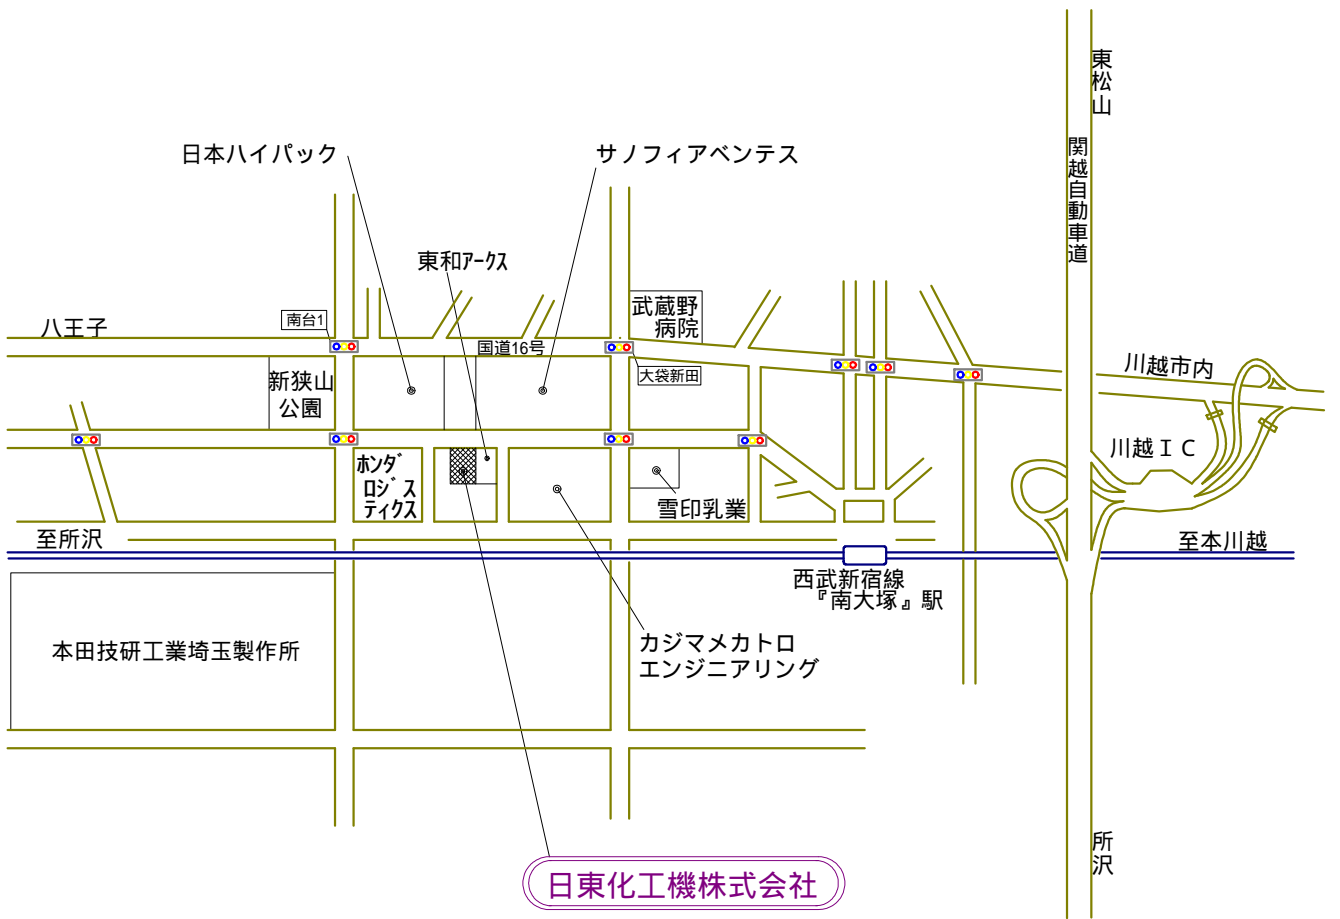 東松山
関越自動車道
日本ハイパック
サノフィアベンテス
東和アークス
武蔵野
病院
南台1
八王子
国道16号
大袋新田
川越市内
新狭山
公園
川越ＩＣ
ホンダ
ロジス
ティクス
雪印乳業
至所沢
至本川越
西武新宿線
『南大塚』駅
カジマメカトロ
エンジニアリング
本田技研工業埼玉製作所
所沢
日東化工機株式会社